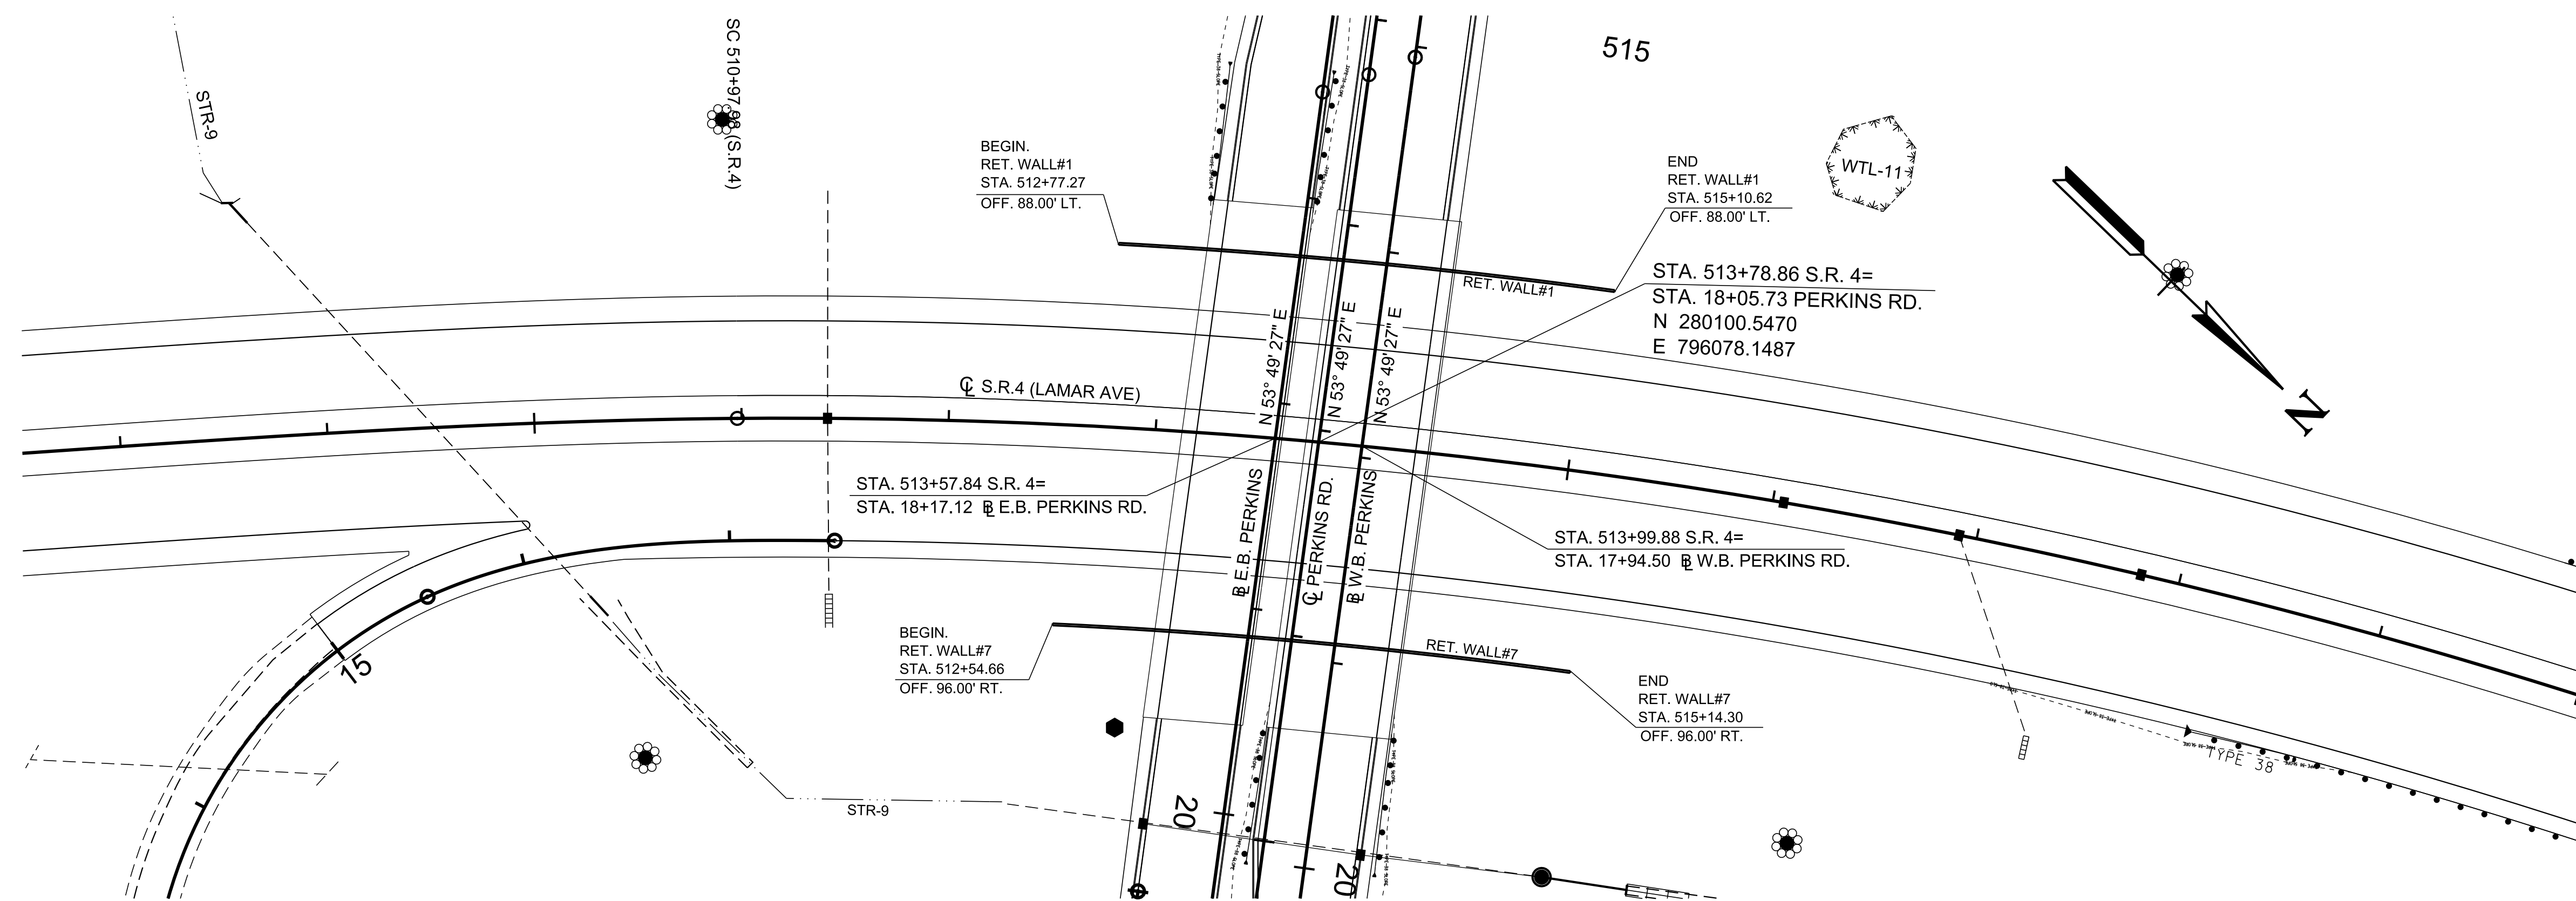 515
STR-9
SC 510+97.98 (S.R.4)
BEGIN.
RET. WALL#1
STA. 512+77.27
OFF. 88.00' LT.
END
RET. WALL#1
STA. 515+10.62
OFF. 88.00' LT.
WTL-11
RET. WALL#1
STA. 513+78.86 S.R. 4=
STA. 18+05.73 PERKINS RD.
N 280100.5470
E 796078.1487
N
N 53° 49' 27" E
N 53° 49' 27" E
N 53° 49' 27" E
℄ S.R.4 (LAMAR AVE)
STA. 513+57.84 S.R. 4=
STA. 18+17.12 BL E.B. PERKINS RD.
BL E.B. PERKINS
℄ PERKINS RD.
BL W.B. PERKINS
STA. 513+99.88 S.R. 4=
STA. 17+94.50 BL W.B. PERKINS RD.
15
BEGIN.
RET. WALL#7
STA. 512+54.66
OFF. 96.00' RT.
RET. WALL#7
END
RET. WALL#7
STA. 515+14.30
OFF. 96.00' RT.
TYPE 38
STR-9
20
20